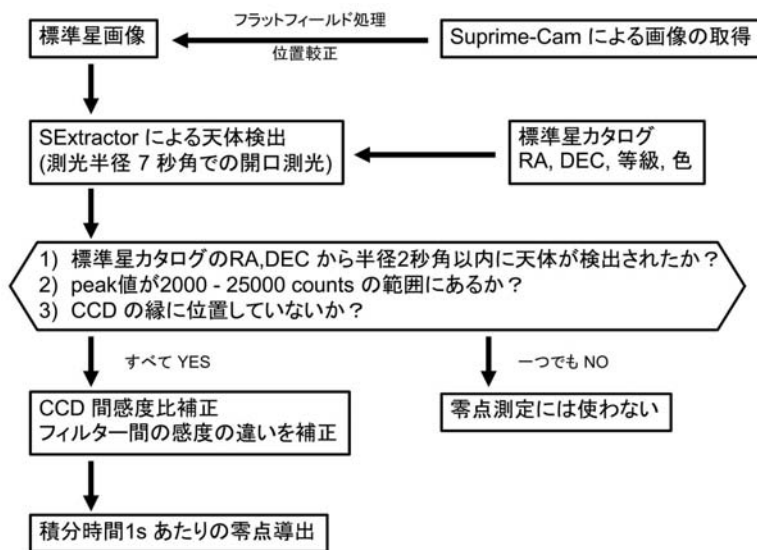 フラットフィールド処理
標準星画像
位置較正
Suprime-Cam による画像の取得
SExtractor による天体検出
(測光半径 7 秒角での開口測光)
標準星カタログ
RA, DEC, 等級, 色
1) 標準星カタログのRA,DEC から半径2秒角以内に天体が検出されたか？
2) peak値が2000 - 25000 counts の範囲にあるか？
3) CCD の縁に位置していないか？
すべて YES
一つでも NO
CCD 間感度比補正
フィルター間の感度の違いを補正
零点測定には使わない
積分時間1s あたりの零点導出